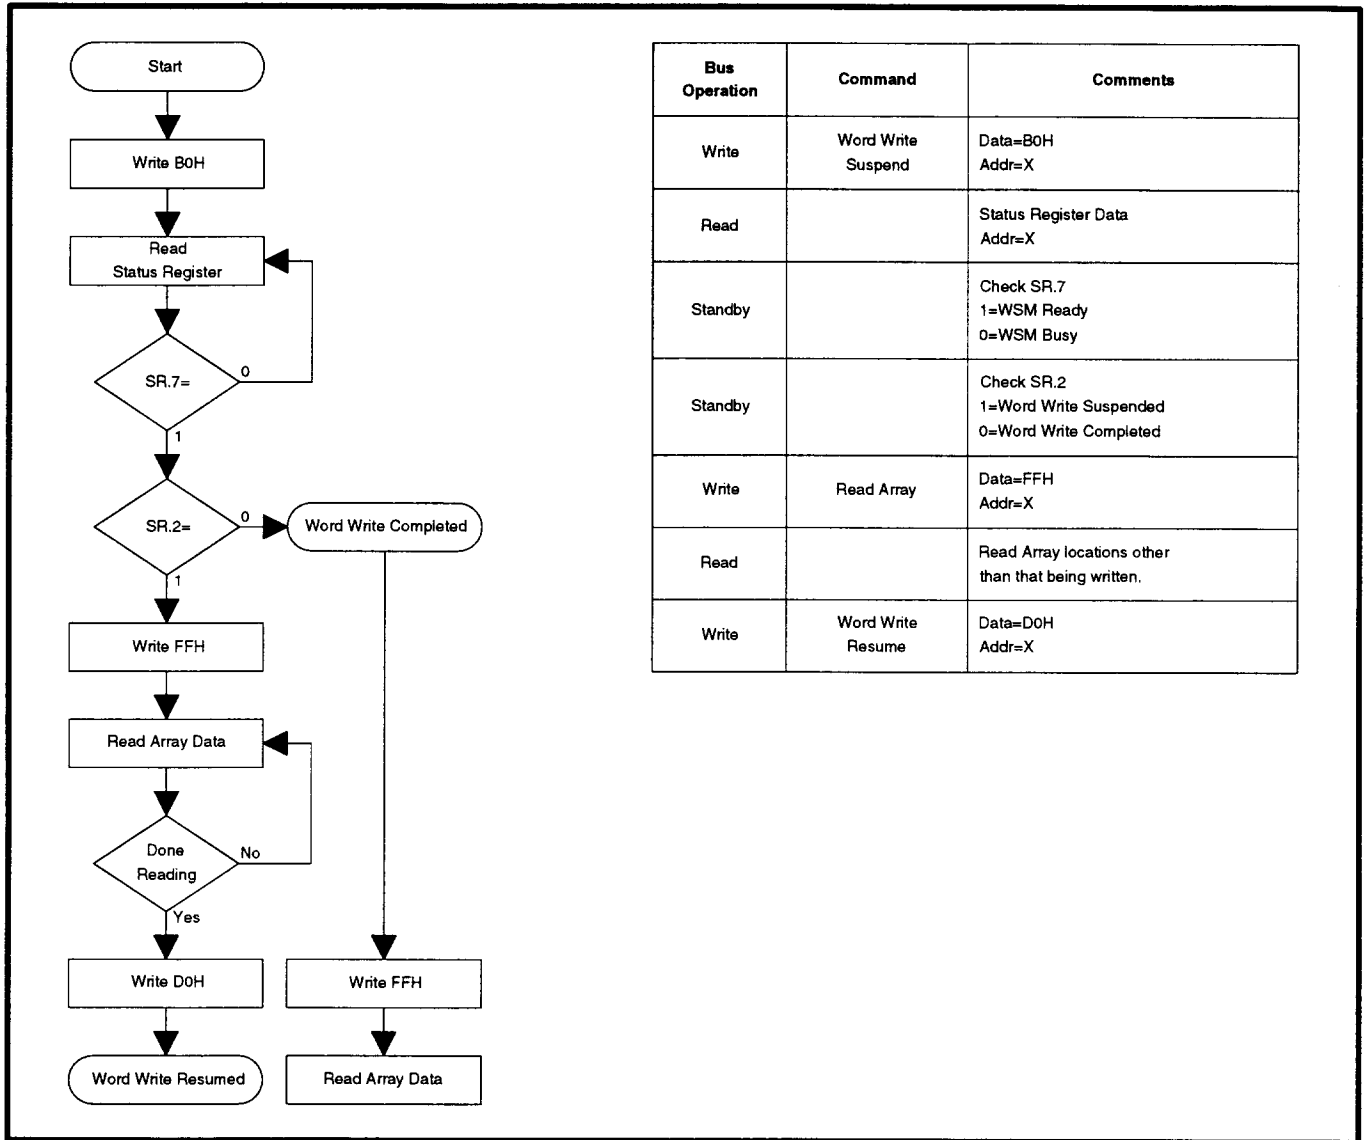 Start
Write B0H
Read
Status Register
SR.7=
0
1
SR.2=
0
Word Write Completed
1
Write FFH
Read Array Data
Done
Reading
No
Yes
Write D0H
Write FFH
Word Write Resumed
Read Array Data
Bus
Operation
Command
Comments
Write
Word Write
Suspend
Data=B0H
Addr=X
Read
Status Register Data
Addr=X
Standby
Check SR.7
1=WSM Ready
0=WSM Busy
Standby
Check SR.2
1=Word Write Suspended
0=Word Write Completed
Write
Read Array
Data=FFH
Addr=X
Read
Read Array locations other
than that being written.
Write
Word Write
Resume
Data=D0H
Addr=X